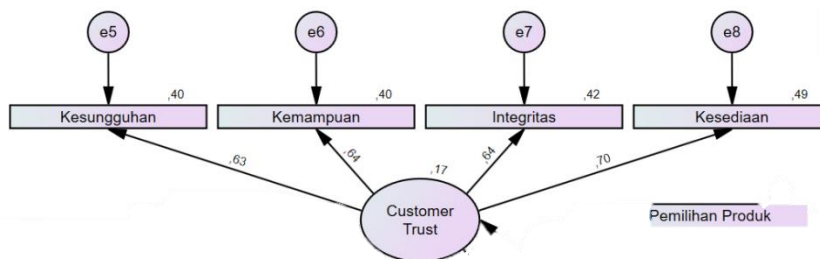 e5 e6 e7 e8
,40 ,40 ,42 ,49
Kesungguhan Kemampuan Integritas Kesediaan
,63 ,64 ,64 ,70
,17
Customer
Trust
Pemilihan Produk